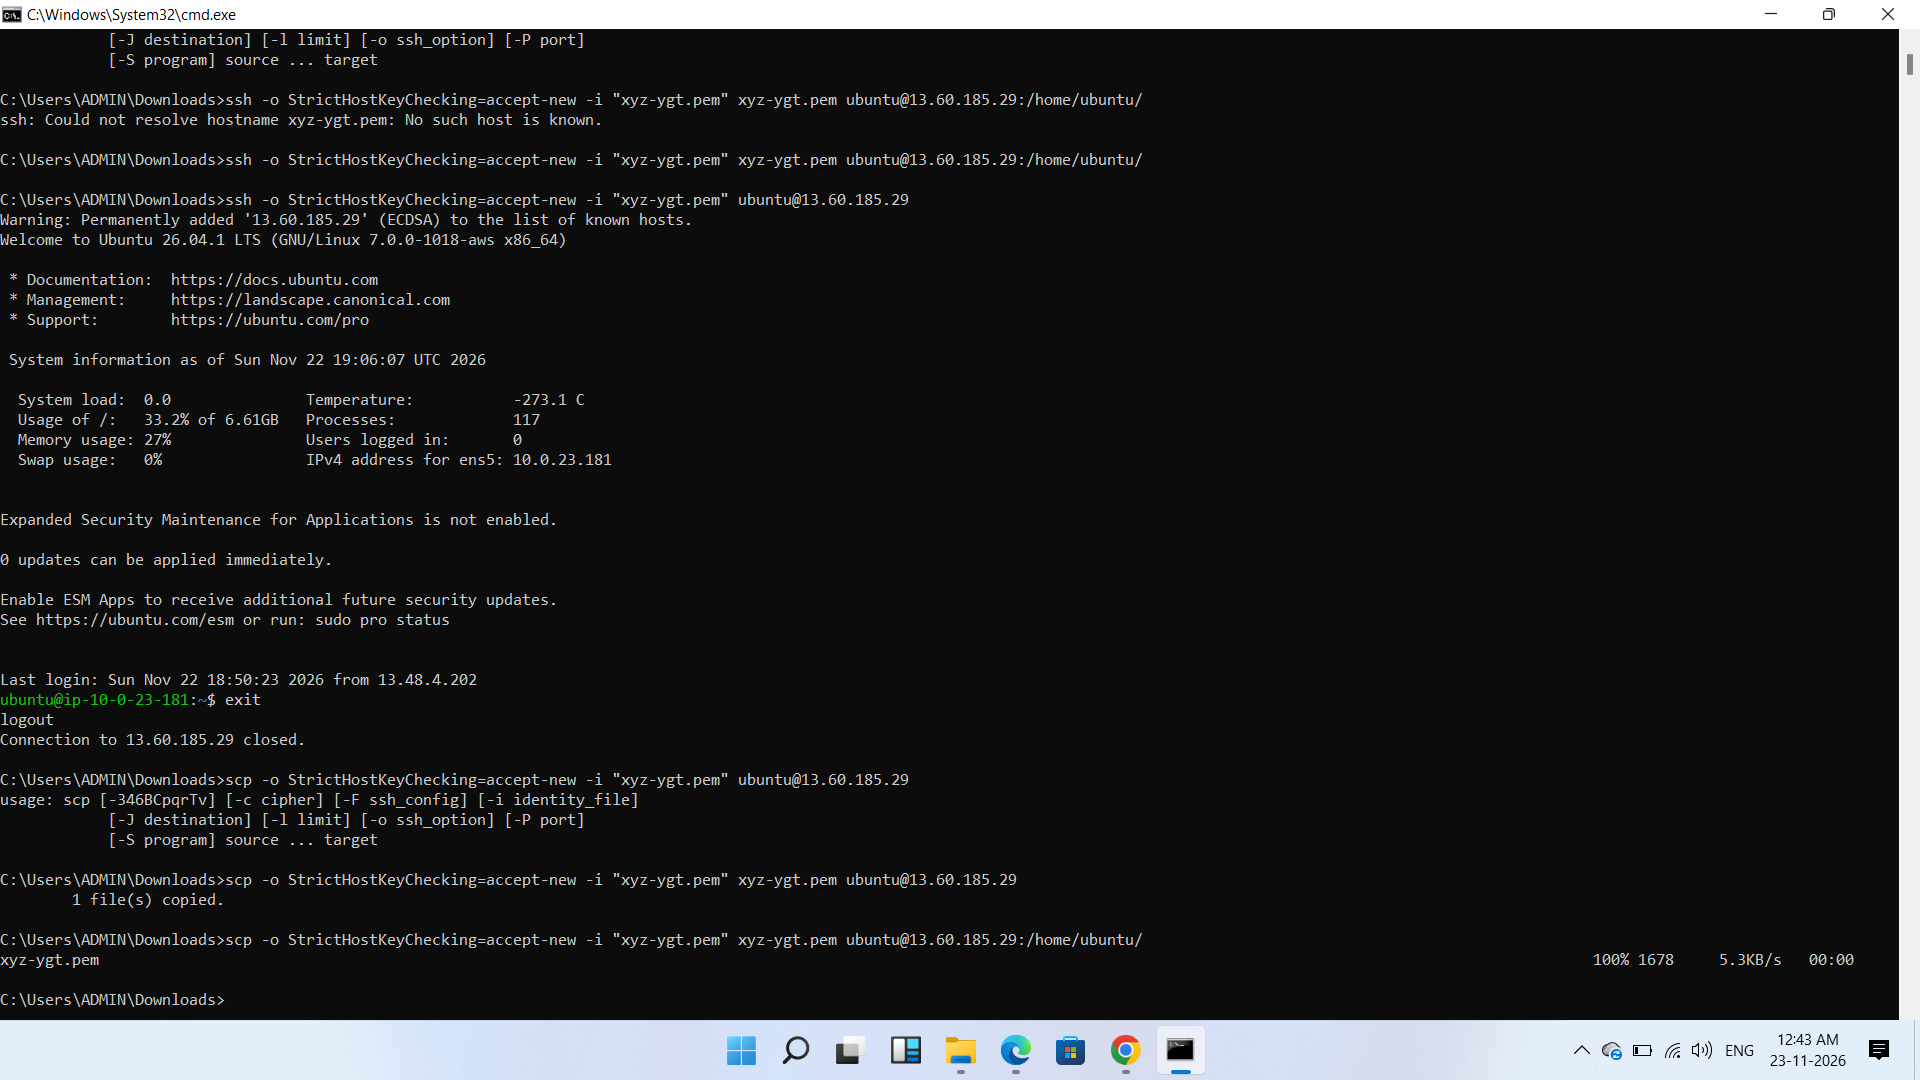 C:\Windows\System32\cmd.exe
[-J destination] [-l limit] [-o ssh_option] [-P port]
[-S program] source ... target
C:\Users\ADMIN\Downloads>ssh -o StrictHostKeyChecking=accept-new -i "xyz-ygt.pem" xyz-ygt.pem ubuntu@13.60.185.29:/home/ubuntu/
ssh: Could not resolve hostname xyz-ygt.pem: No such host is known.
C:\Users\ADMIN\Downloads>ssh -o StrictHostKeyChecking=accept-new -i "xyz-ygt.pem" xyz-ygt.pem ubuntu@13.60.185.29:/home/ubuntu/
C:\Users\ADMIN\Downloads>ssh -o StrictHostKeyChecking=accept-new -i "xyz-ygt.pem" ubuntu@13.60.185.29
Warning: Permanently added '13.60.185.29' (ECDSA) to the list of known hosts.
Welcome to Ubuntu 26.04.1 LTS (GNU/Linux 7.0.0-1018-aws x86_64)
* Documentation:  https://docs.ubuntu.com
* Management:     https://landscape.canonical.com
* Support:        https://ubuntu.com/pro
System information as of Sun Nov 22 19:06:07 UTC 2026
System load:  0.0               Temperature:           -273.1 C
Usage of /:   33.2% of 6.61GB   Processes:             117
Memory usage: 27%               Users logged in:       0
Swap usage:   0%                IPv4 address for ens5: 10.0.23.181
Expanded Security Maintenance for Applications is not enabled.
0 updates can be applied immediately.
Enable ESM Apps to receive additional future security updates.
See https://ubuntu.com/esm or run: sudo pro status
Last login: Sun Nov 22 18:50:23 2026 from 13.48.4.202
ubuntu@ip-10-0-23-181:~$ exit
logout
Connection to 13.60.185.29 closed.
C:\Users\ADMIN\Downloads>scp -o StrictHostKeyChecking=accept-new -i "xyz-ygt.pem" ubuntu@13.60.185.29
usage: scp [-346BCpqrTv] [-c cipher] [-F ssh_config] [-i identity_file]
[-J destination] [-l limit] [-o ssh_option] [-P port]
[-S program] source ... target
C:\Users\ADMIN\Downloads>scp -o StrictHostKeyChecking=accept-new -i "xyz-ygt.pem" xyz-ygt.pem ubuntu@13.60.185.29
1 file(s) copied.
C:\Users\ADMIN\Downloads>scp -o StrictHostKeyChecking=accept-new -i "xyz-ygt.pem" xyz-ygt.pem ubuntu@13.60.185.29:/home/ubuntu/
xyz-ygt.pem 100% 1678 5.3KB/s 00:00
C:\Users\ADMIN\Downloads>
ENG
12:43 AM
23-11-2026